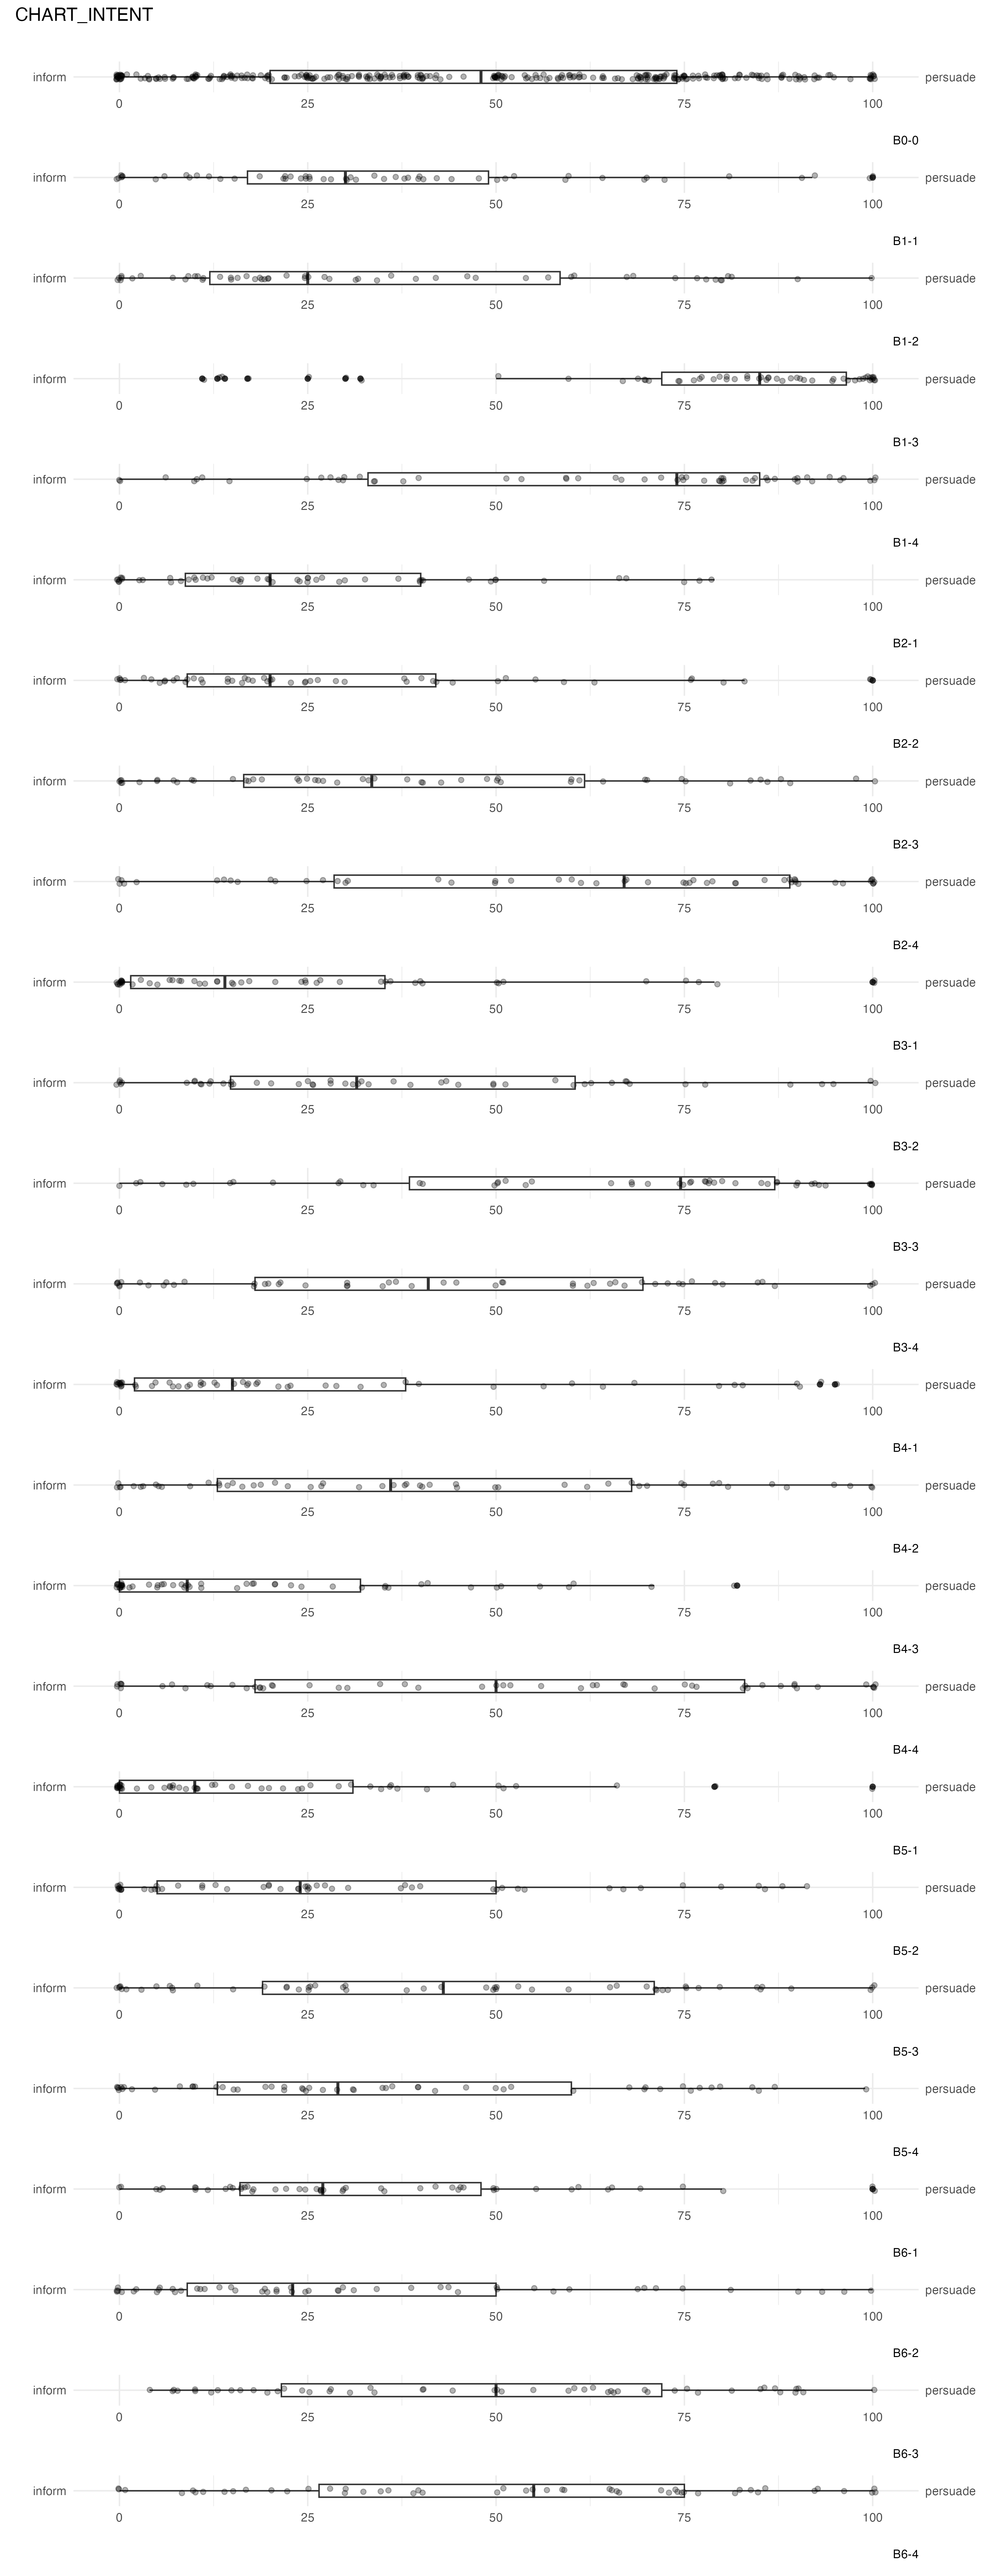 CHART_INTENT
inform persuade
0 25 50 75 100
B0-0
inform persuade
0 25 50 75 100
B1-1
inform persuade
0 25 50 75 100
B1-2
inform persuade
0 25 50 75 100
B1-3
inform persuade
0 25 50 75 100
B1-4
inform persuade
0 25 50 75 100
B2-1
inform persuade
0 25 50 75 100
B2-2
inform persuade
0 25 50 75 100
B2-3
inform persuade
0 25 50 75 100
B2-4
inform persuade
0 25 50 75 100
B3-1
inform persuade
0 25 50 75 100
B3-2
inform persuade
0 25 50 75 100
B3-3
inform persuade
0 25 50 75 100
B3-4
inform persuade
0 25 50 75 100
B4-1
inform persuade
0 25 50 75 100
B4-2
inform persuade
0 25 50 75 100
B4-3
inform persuade
0 25 50 75 100
B4-4
inform persuade
0 25 50 75 100
B5-1
inform persuade
0 25 50 75 100
B5-2
inform persuade
0 25 50 75 100
B5-3
inform persuade
0 25 50 75 100
B5-4
inform persuade
0 25 50 75 100
B6-1
inform persuade
0 25 50 75 100
B6-2
inform persuade
0 25 50 75 100
B6-3
inform persuade
0 25 50 75 100
B6-4